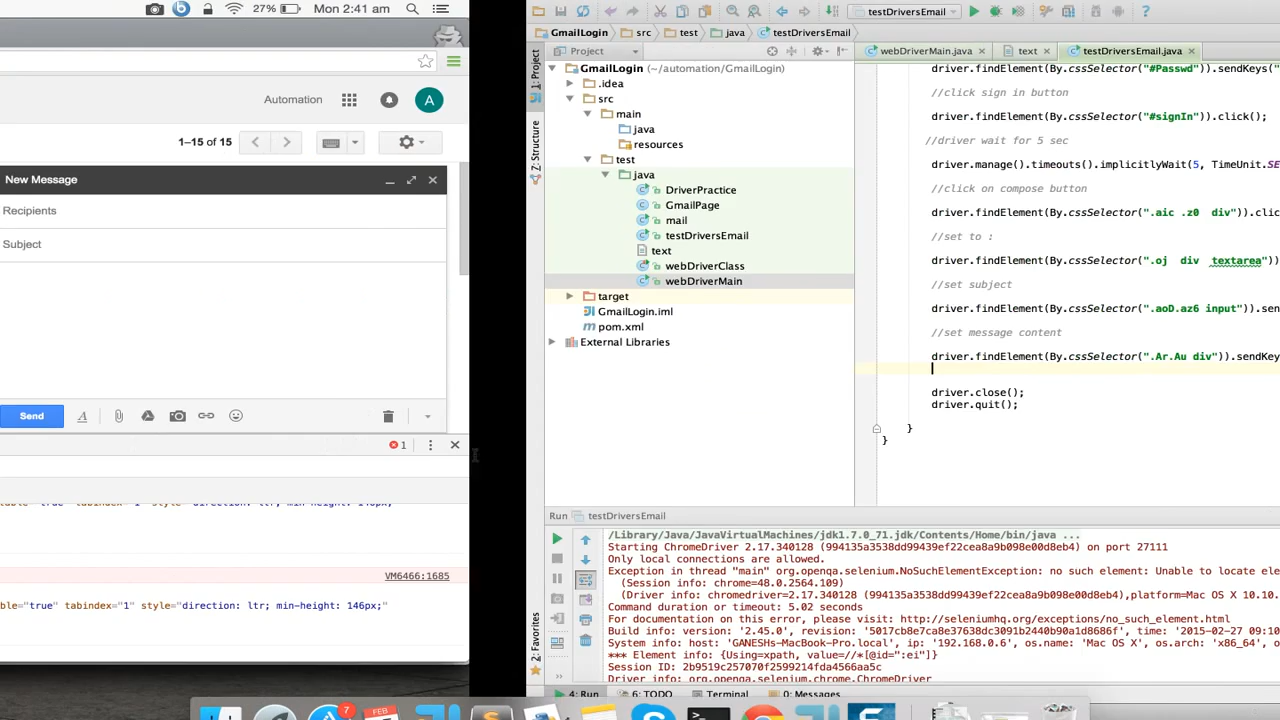 27% Mon 2:41 am
Automation
A
1–15 of 15
New Message
Recipients
Subject
Send
1
VM6466:1685
ble="true" tabindex="1" style="direction: ltr; min-height: 146px;"
testDriversEmail
GmailLogin src test java testDriversEmail
1: Project
7: Structure
2: Favorites
Project
GmailLogin (~/automation/GmailLogin)
.idea
src
main
java
resources
test
java
DriverPractice
GmailPage
mail
testDriversEmail
text
webDriverClass
webDriverMain
target
GmailLogin.iml
pom.xml
External Libraries
webDriverMain.java text testDriversEmail.java
driver.findElement(By.cssSelector("#Passwd")).sendKeys
//click sign in button
driver.findElement(By.cssSelector("#signIn")).click();
//driver wait for 5 sec
driver.manage().timeouts().implicitlyWait(5, TimeUnit.SE
//click on compose button
driver.findElement(By.cssSelector(".aic .z0 div")).clic
//set to :
driver.findElement(By.cssSelector(".oj div textarea"))
//set subject
driver.findElement(By.cssSelector(".aoD.az6 input")).sen
//set message content
driver.findElement(By.cssSelector(".Ar.Au div")).sendKey
driver.close();
driver.quit();
}
}
Run testDriversEmail
/Library/Java/JavaVirtualMachines/jdk1.7.0_71.jdk/Contents/Home/bin/java ...
Starting ChromeDriver 2.17.340128 (994135a3538dd99439ef22cea8a9b098e00d8eb4) on port 27111
Only local connections are allowed.
Exception in thread "main" org.openqa.selenium.NoSuchElementException: no such element: Unable to locate ele
(Session info: chrome=48.0.2564.109)
(Driver info: chromedriver=2.17.340128 (994135a3538dd99439ef22cea8a9b098e00d8eb4),platform=Mac OS X 10.10.
Command duration or timeout: 5.02 seconds
For documentation on this error, please visit: http://seleniumhq.org/exceptions/no_such_element.html
Build info: version: '2.45.0', revision: '5017cb8e7ca8e37638dc3091b2440b90a1d8686f', time: '2015-02-27 09:10
System info: host: 'GANESHs-MacBook-Pro.local', ip: '192.168.0.6', os.name: 'Mac OS X', os.arch: 'x86_64'
*** Element info: {Using=xpath, value=//*[@id=":ei"]}
Session ID: 2b9519c257070f2599214fda4566aa5c
Driver info: org.openqa.selenium.chrome.ChromeDriver
4: Run 6: TODO Terminal 0: Messages
7 FEB